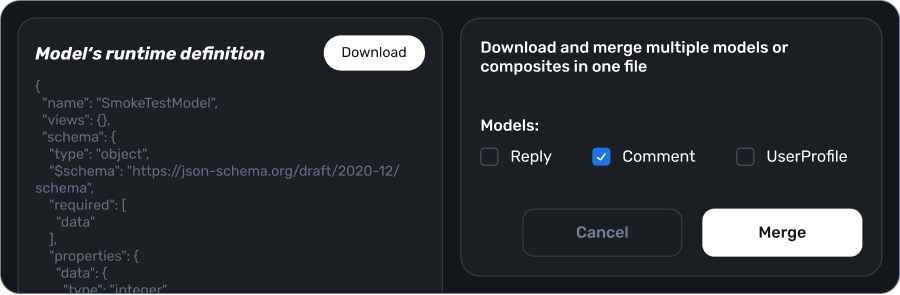 Model‘s runtime definition
Download
{
"name": "SmokeTestModel",
"views": {},
"schema": {
"type": "object",
"$schema": "https://json-schema.org/draft/2020-12/
schema",
"required": [
"data"
],
"properties": {
"data": {
"type": "integer"
Download and merge multiple models or
composites in one file
Models:
Reply
Comment
UserProfile
Cancel
Merge